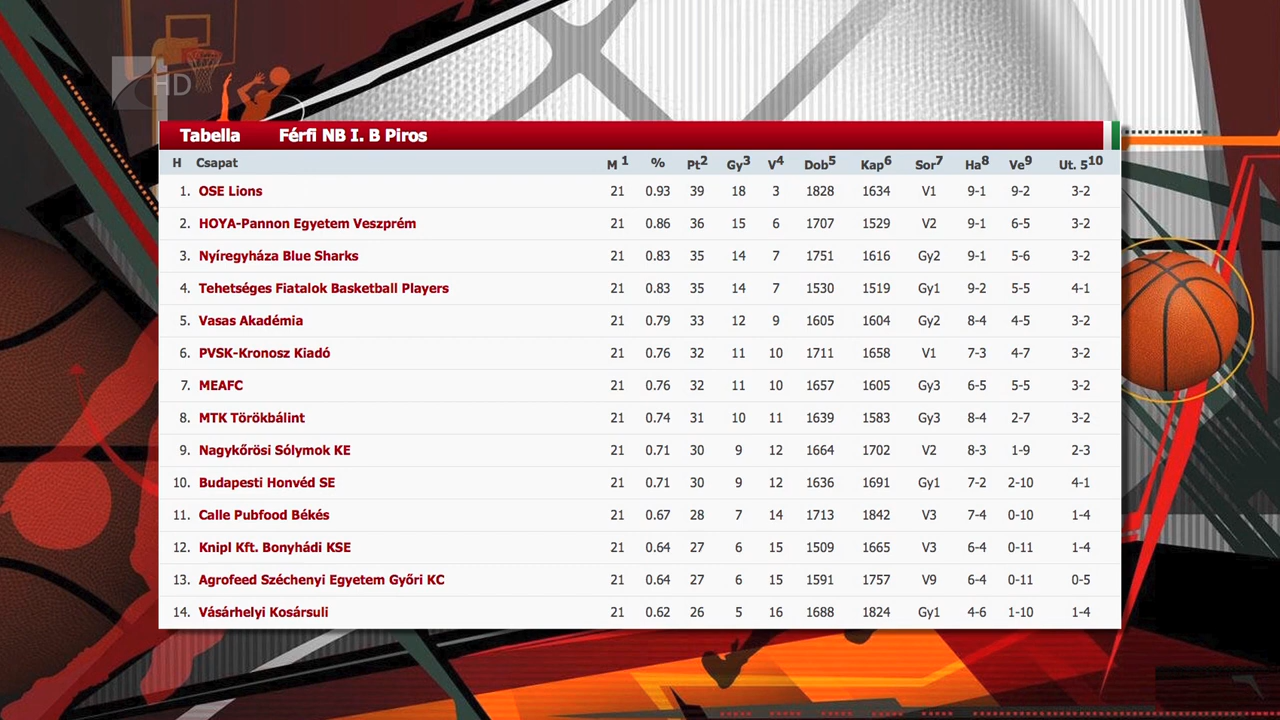 HD
Tabella Férfi NB I. B Piros
H Csapat M 1 % Pt2 Gy3 V4 Dob5 Kap6 Sor7 Ha8 Ve9 Ut. 510
1. OSE Lions 21 0.93 39 18 3 1828 1634 V1 9-1 9-2 3-2
2. HOYA-Pannon Egyetem Veszprém 21 0.86 36 15 6 1707 1529 V2 9-1 6-5 3-2
3. Nyíregyháza Blue Sharks 21 0.83 35 14 7 1751 1616 Gy2 9-1 5-6 3-2
4. Tehetséges Fiatalok Basketball Players 21 0.83 35 14 7 1530 1519 Gy1 9-2 5-5 4-1
5. Vasas Akadémia 21 0.79 33 12 9 1605 1604 Gy2 8-4 4-5 3-2
6. PVSK-Kronosz Kiadó 21 0.76 32 11 10 1711 1658 V1 7-3 4-7 3-2
7. MEAFC 21 0.76 32 11 10 1657 1605 Gy3 6-5 5-5 3-2
8. MTK Törökbálint 21 0.74 31 10 11 1639 1583 Gy3 8-4 2-7 3-2
9. Nagykőrösi Sólymok KE 21 0.71 30 9 12 1664 1702 V2 8-3 1-9 2-3
10. Budapesti Honvéd SE 21 0.71 30 9 12 1636 1691 Gy1 7-2 2-10 4-1
11. Calle Pubfood Békés 21 0.67 28 7 14 1713 1842 V3 7-4 0-10 1-4
12. Knipl Kft. Bonyhádi KSE 21 0.64 27 6 15 1509 1665 V3 6-4 0-11 1-4
13. Agrofeed Széchenyi Egyetem Győri KC 21 0.64 27 6 15 1591 1757 V9 6-4 0-11 0-5
14. Vásárhelyi Kosársuli 21 0.62 26 5 16 1688 1824 Gy1 4-6 1-10 1-4